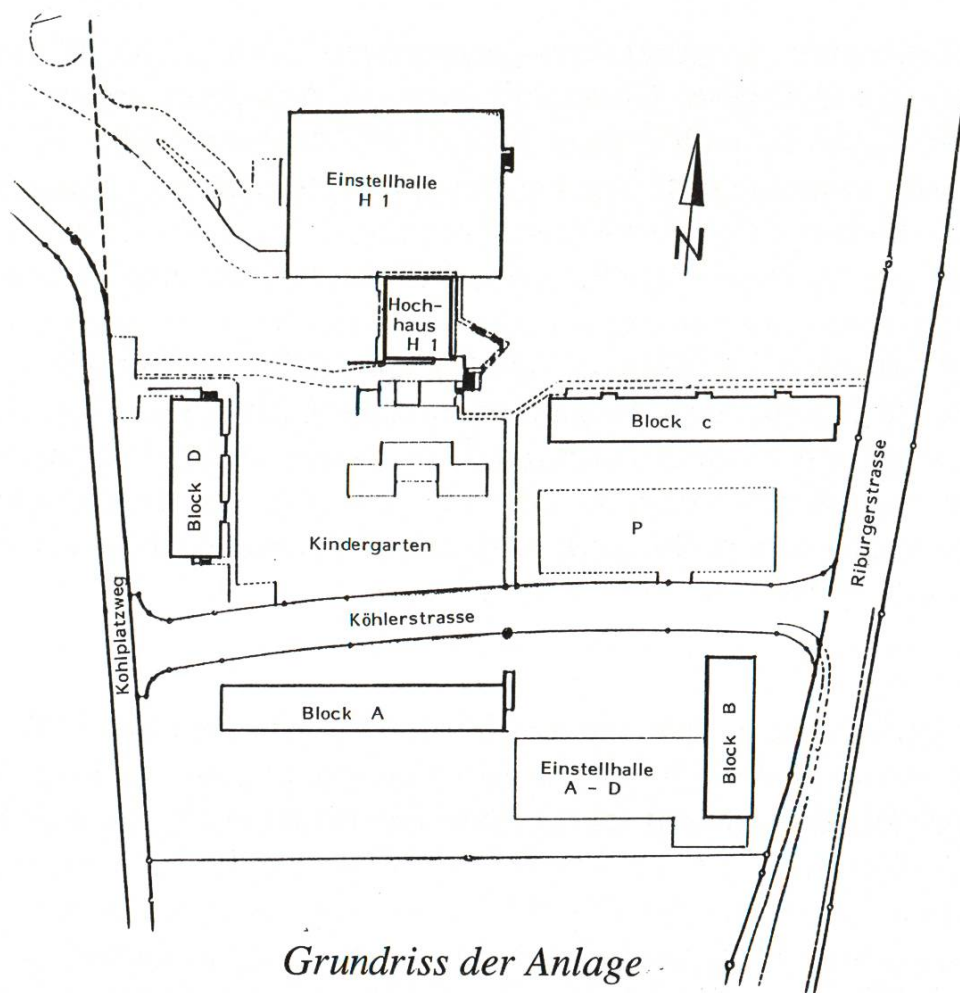 Einstellhalle
H 1
N
Hoch-
haus
H 1
Block c
Block D
P
Kindergarten
Riburgerstrasse
Köhlerstrasse
Kohlplatzweg
Block A
Block B
Einstellhalle
A - D
Grundriss der Anlage